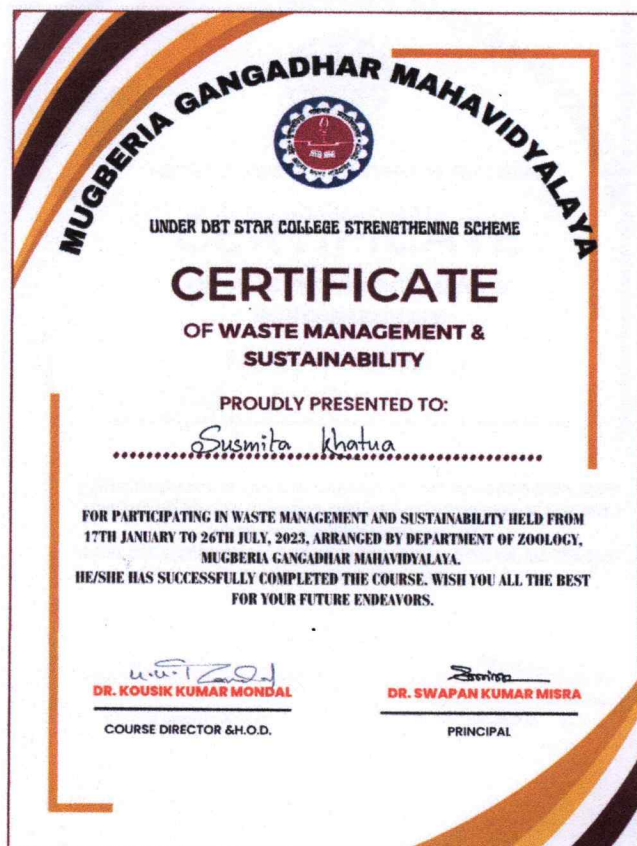 MUGBERIA GANGADHAR MAHAVIDYALAYA
UNDER DBT STAR COLLEGE STRENGTHENING SCHEME
CERTIFICATE
OF WASTE MANAGEMENT &
SUSTAINABILITY
PROUDLY PRESENTED TO:
Susmita Khatua
FOR PARTICIPATING IN WASTE MANAGEMENT AND SUSTAINABILITY HELD FROM
17TH JANUARY TO 26TH JULY, 2023, ARRANGED BY DEPARTMENT OF ZOOLOGY,
MUGBERIA GANGADHAR MAHAVIDYALAYA.
HE/SHE HAS SUCCESSFULLY COMPLETED THE COURSE. WISH YOU ALL THE BEST
FOR YOUR FUTURE ENDEAVORS.
DR. KOUSIK KUMAR MONDAL
COURSE DIRECTOR &H.O.D.
DR. SWAPAN KUMAR MISRA
PRINCIPAL